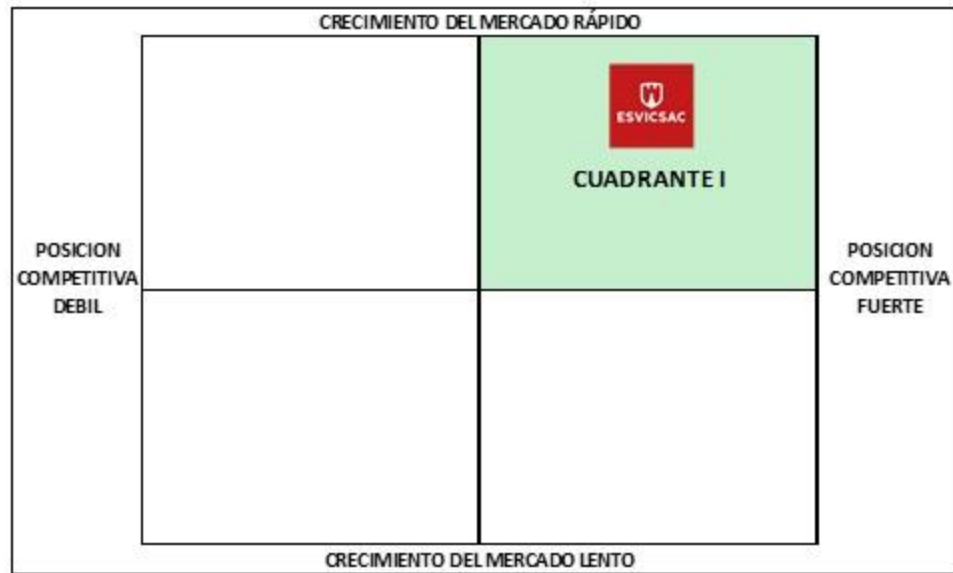 CRECIMIENTO DEL MERCADO RÁPIDO
ESVICSAC
CUADRANTE I
POSICION
COMPETITIVA
DEBIL
POSICION
COMPETITIVA
FUERTE
CRECIMIENTO DEL MERCADO LENTO